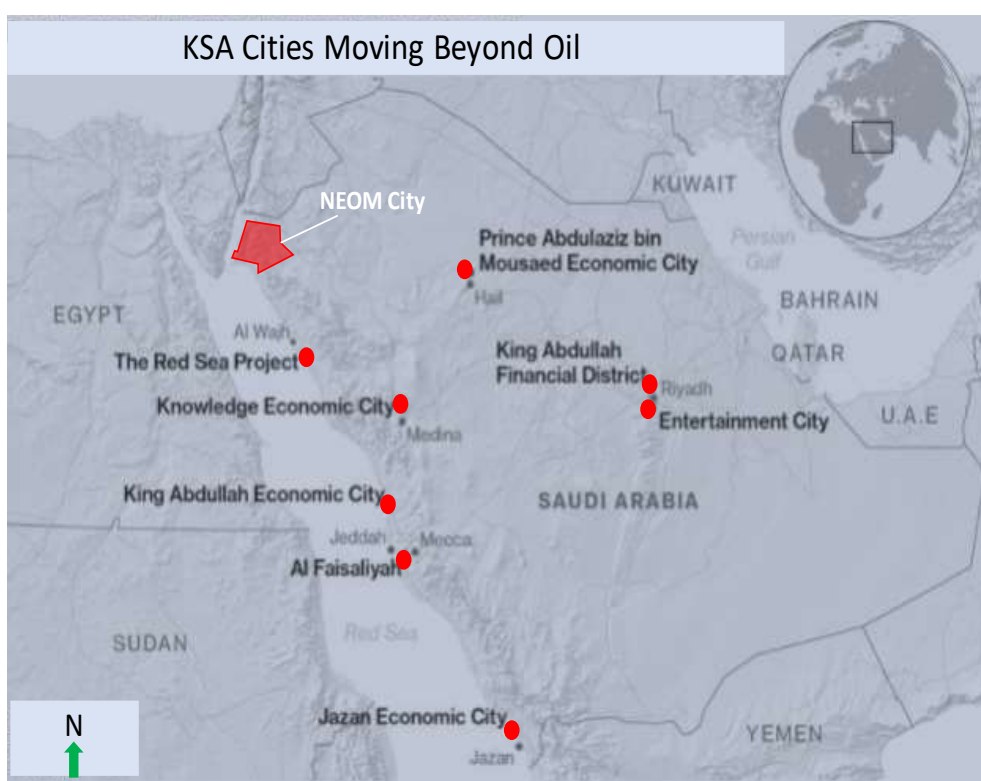 KSA Cities Moving Beyond Oil
NEOM City
KUWAIT
Prince Abdulaziz bin
Mousaed Economic City
Persian
Gulf
Hail
BAHRAIN
EGYPT
Al Wajh
The Red Sea Project
King Abdullah
Financial District
QATAR
Riyadh
Knowledge Economic City
Medina
Entertainment City
U.A.E
King Abdullah Economic City
SAUDI ARABIA
Jeddah
Mecca
Al Faisaliyah
Red Sea
SUDAN
Jazan Economic City
Jazan
YEMEN
N